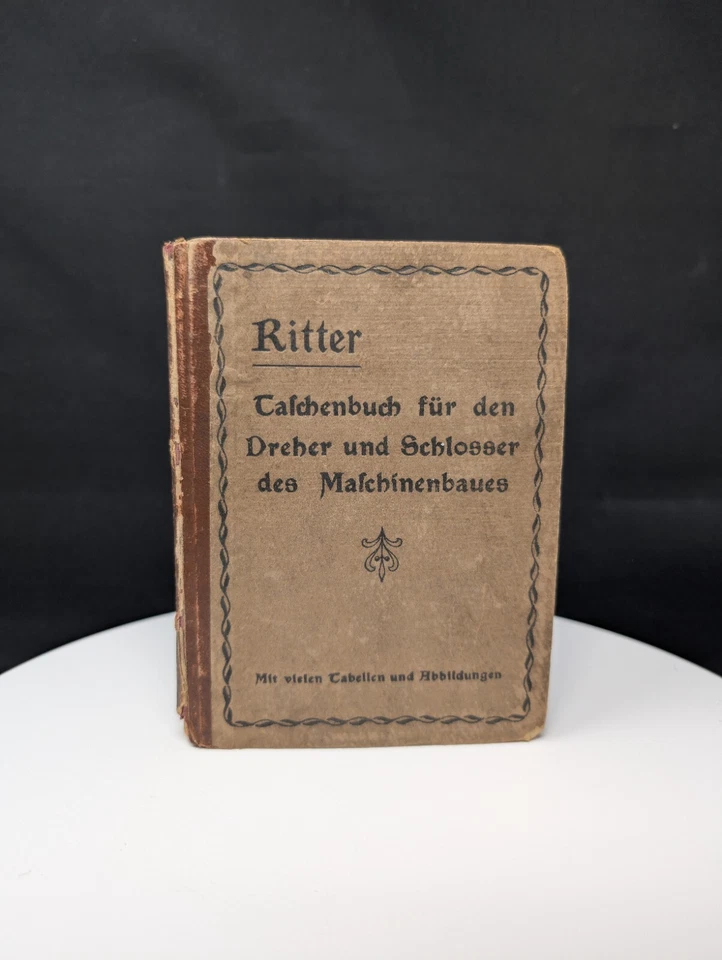 Ritter
Taſchenbuch für den
Dreher und Schlosser
des Maſchinenbaues
Mit vielen Tabellen und Abbildungen